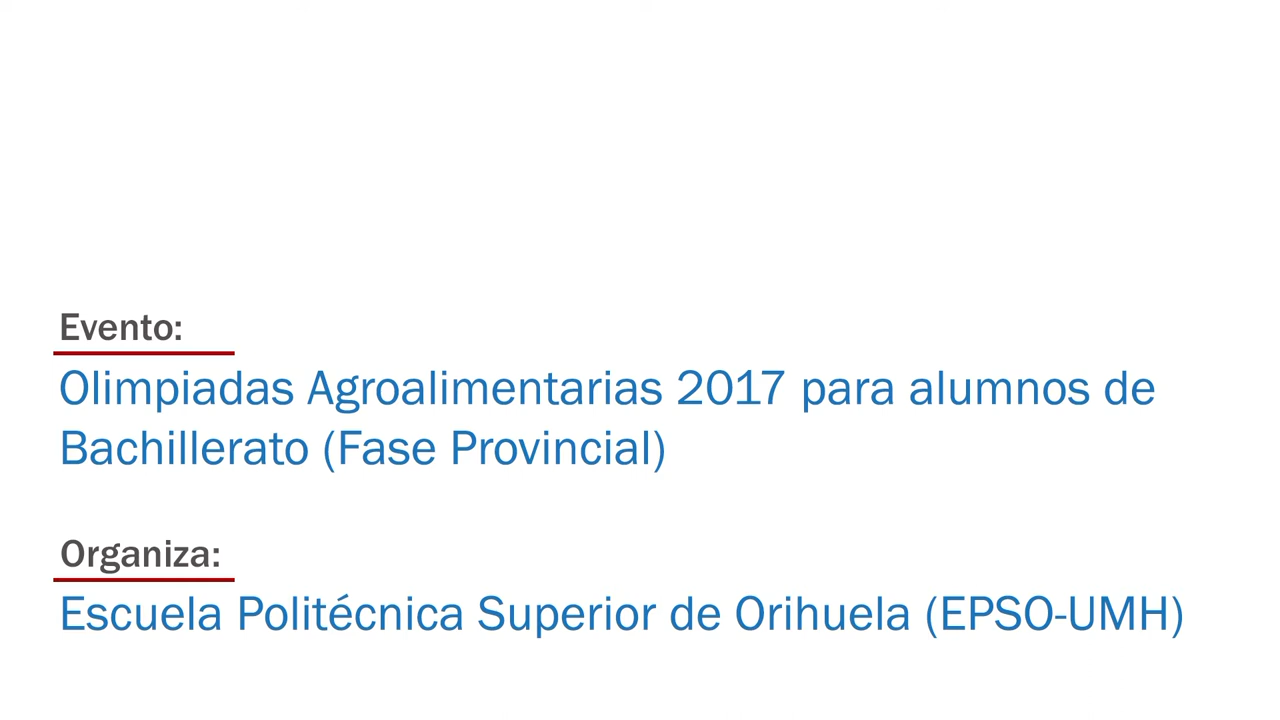 Evento:
Olimpiadas Agroalimentarias 2017 para alumnos de
Bachillerato (Fase Provincial)
Organiza:
Escuela Politécnica Superior de Orihuela (EPSO-UMH)